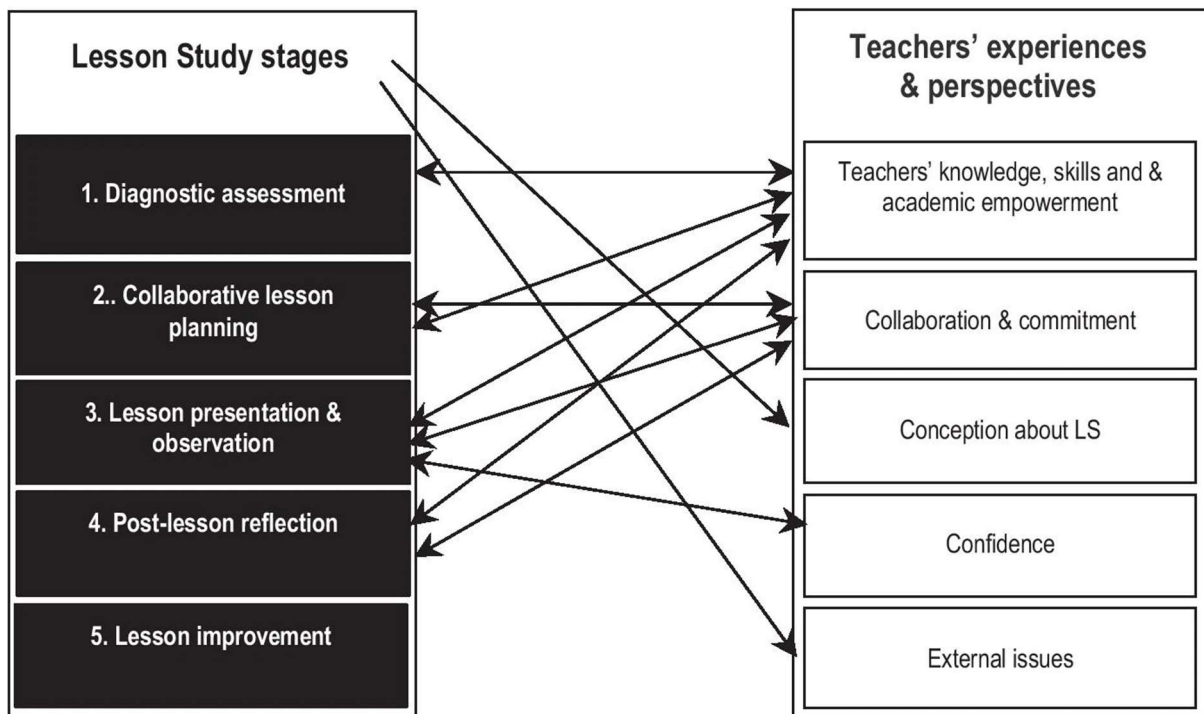 Lesson Study stages
1. Diagnostic assessment
2.. Collaborative lesson
planning
3. Lesson presentation &
observation
4. Post-lesson reflection
5. Lesson improvement
Teachers’ experiences
& perspectives
Teachers’ knowledge, skills and &
academic empowerment
Collaboration & commitment
Conception about LS
Confidence
External issues